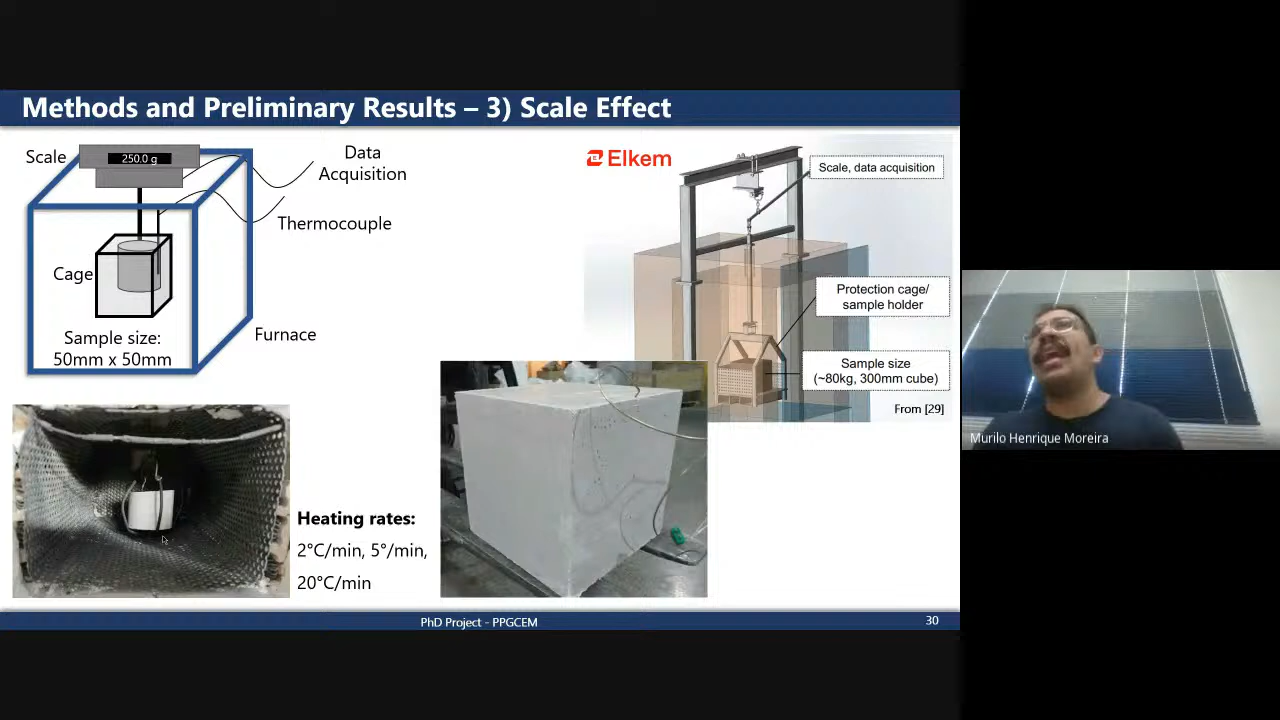 Methods and Preliminary Results – 3) Scale Effect
Scale
250.0 g
Data
Acquisition
Thermocouple
Cage
Sample size:
50mm x 50mm
Furnace
Elkem
Scale, data acquisition
Protection cage/
sample holder
Sample size
(~80kg, 300mm cube)
From [29]
Heating rates:
2°C/min, 5°/min,
20°C/min
PhD Project - PPGCEM
30
Murilo Henrique Moreira